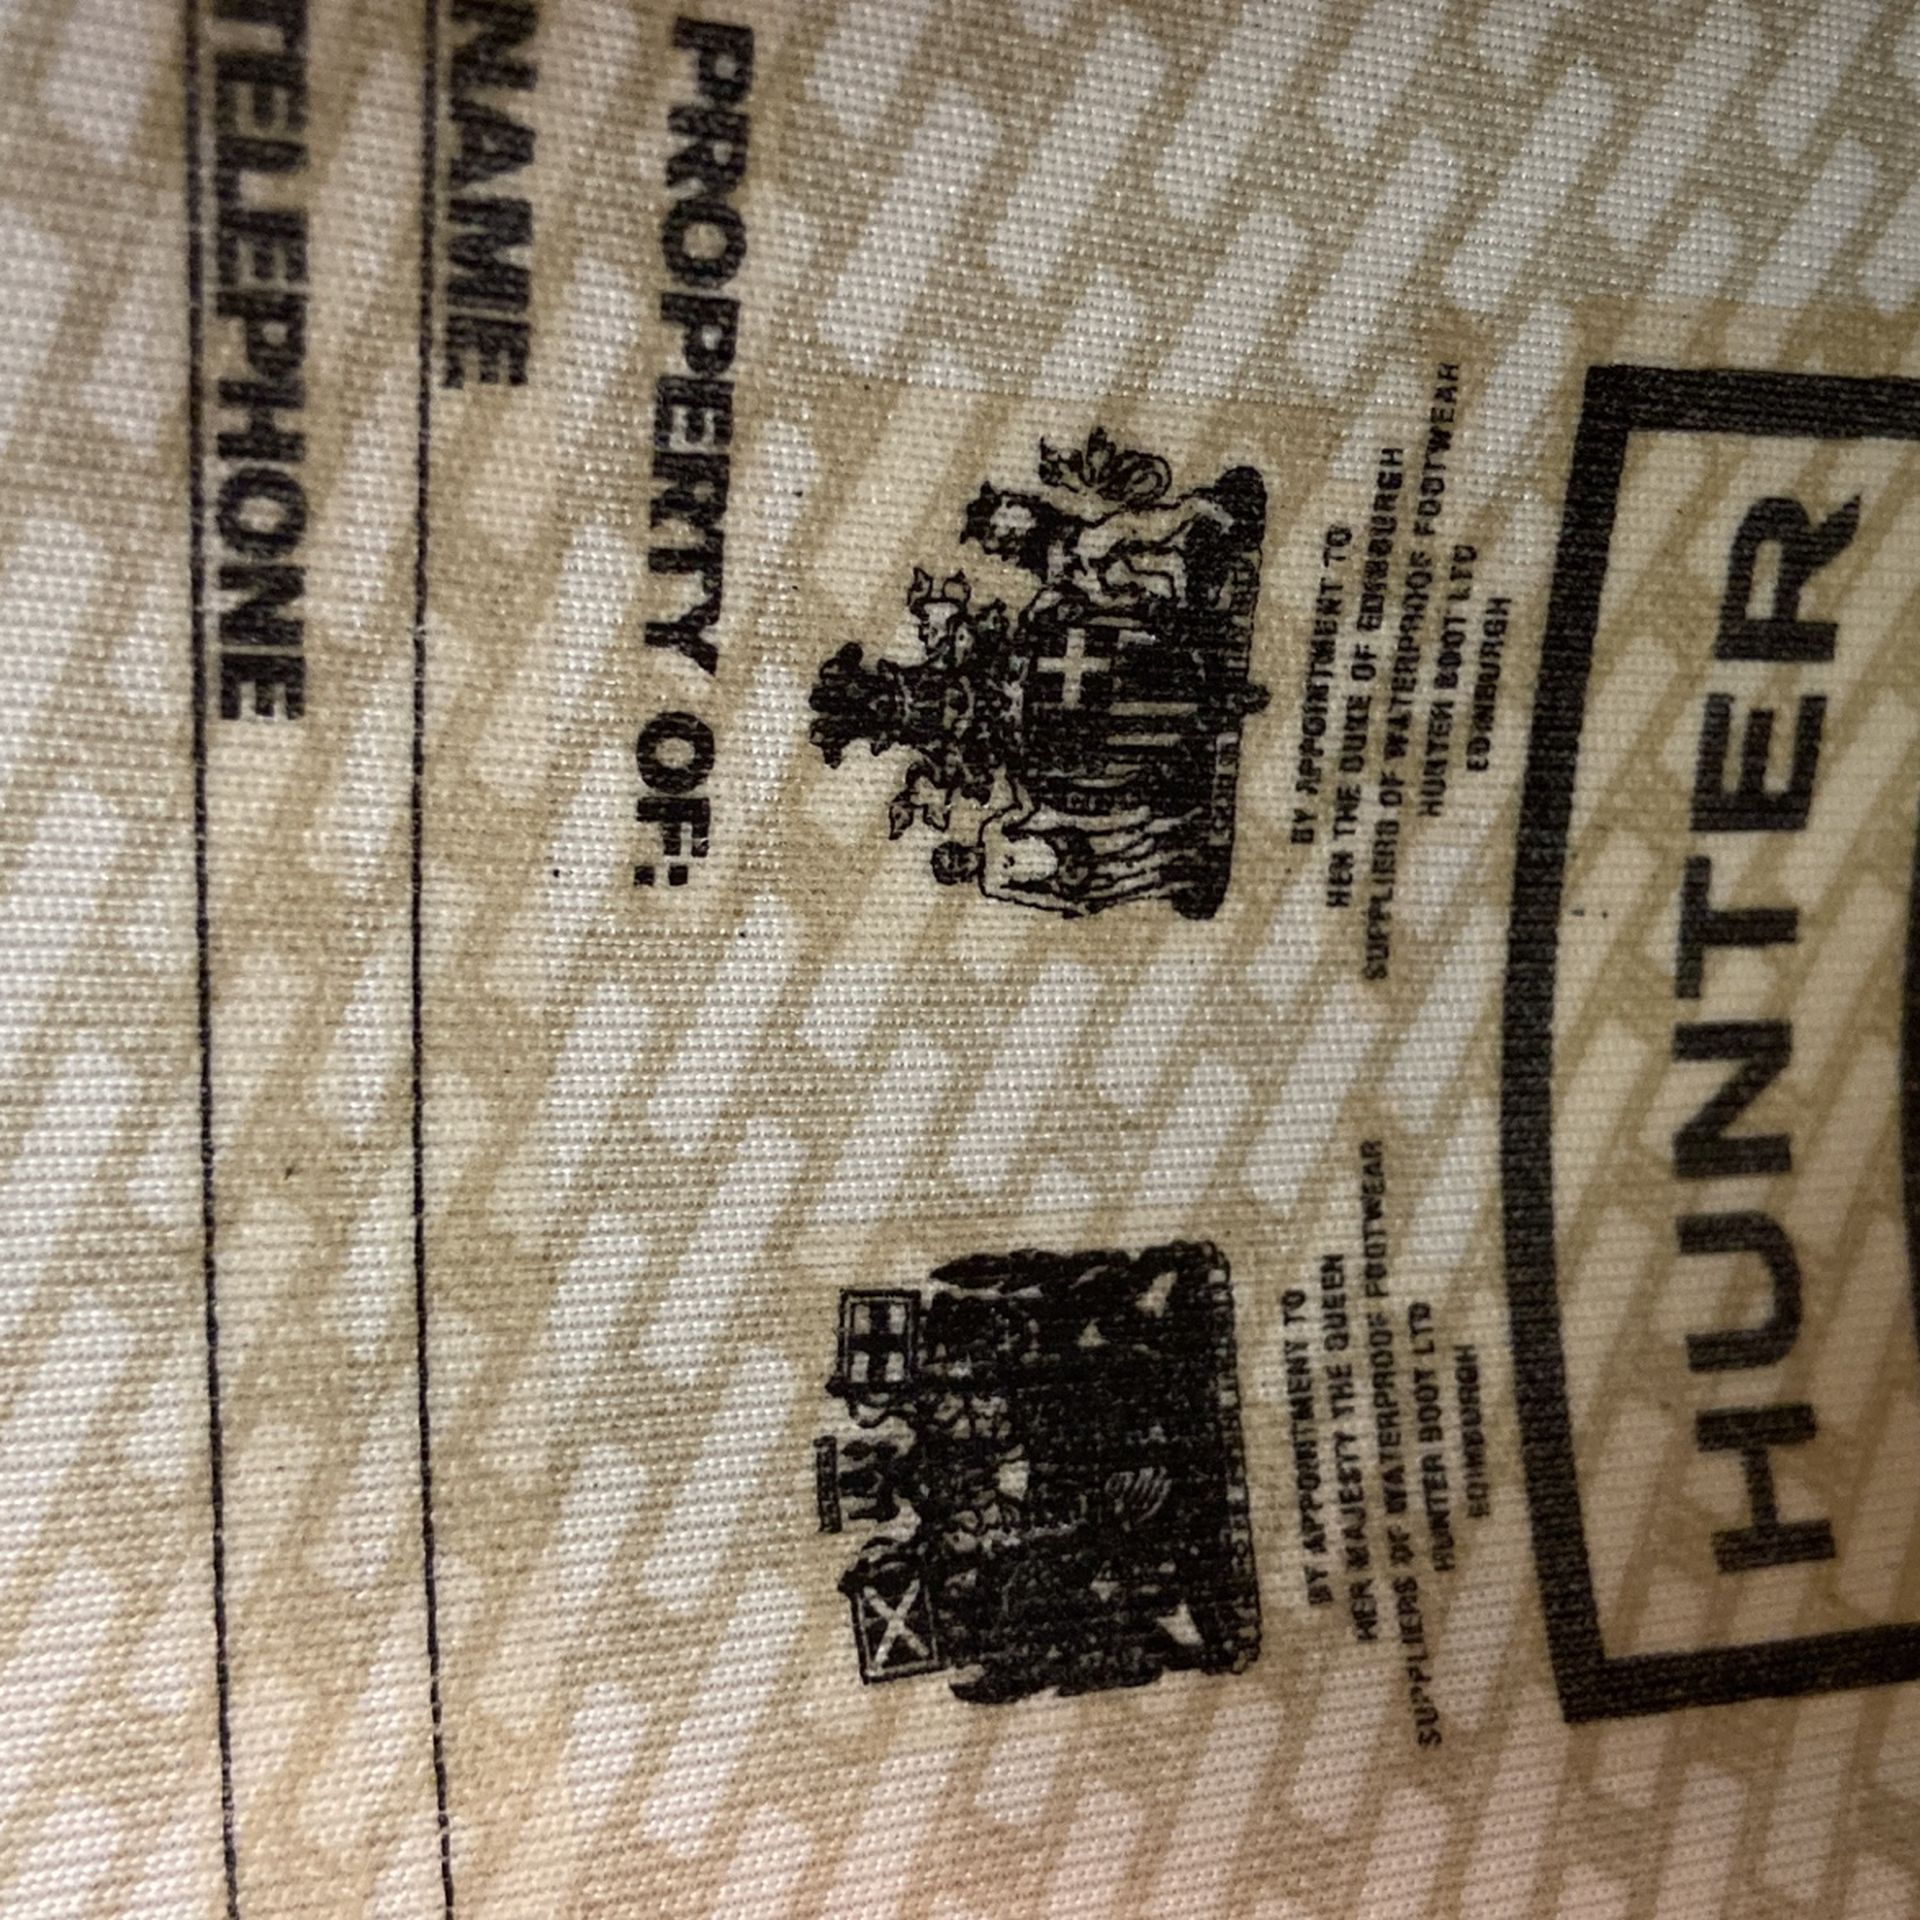 HUNTER
BY APPOINTMENT TO
HER MAJESTY THE QUEEN
SUPPLIERS OF WATERPROOF FOOTWEAR
HUNTER BOOT LTD
EDINBURGH
BY APPOINTMENT TO
HRH THE DUKE OF EDINBURGH
SUPPLIERS OF WATERPROOF FOOTWEAR
HUNTER BOOT LTD
EDINBURGH
PROPERTY OF:
NAME
TELEPHONE